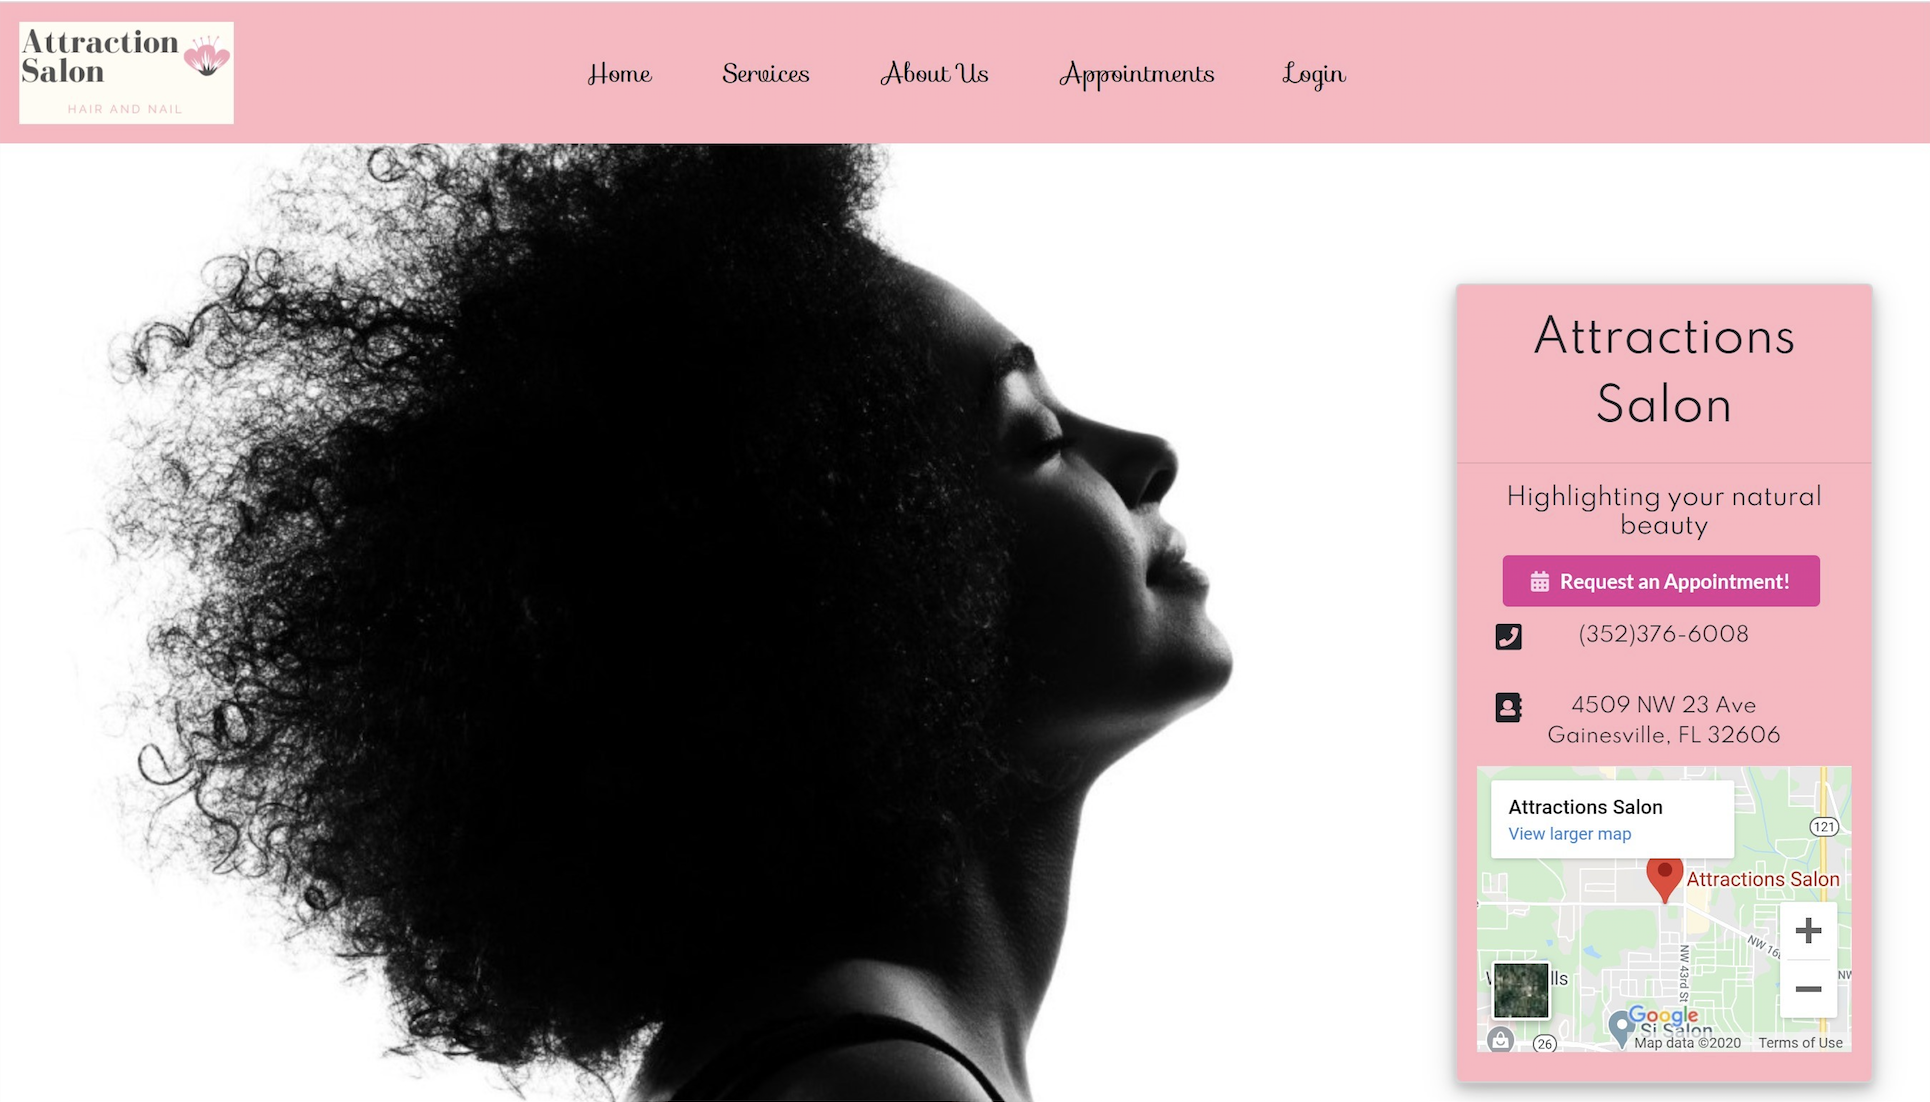 Attraction
Salon
HAIR AND NAIL
Home Services About Us Appointments Login
Attractions
Salon
Highlighting your natural
beauty
Request an Appointment!
(352)376-6008
4509 NW 23 Ave
Gainesville, FL 32606
Attractions Salon
View larger map
121
Attractions Salon
NW 43rd St
lls
NW
Google
Si Salon
26
Map data ©2020 Terms of Use